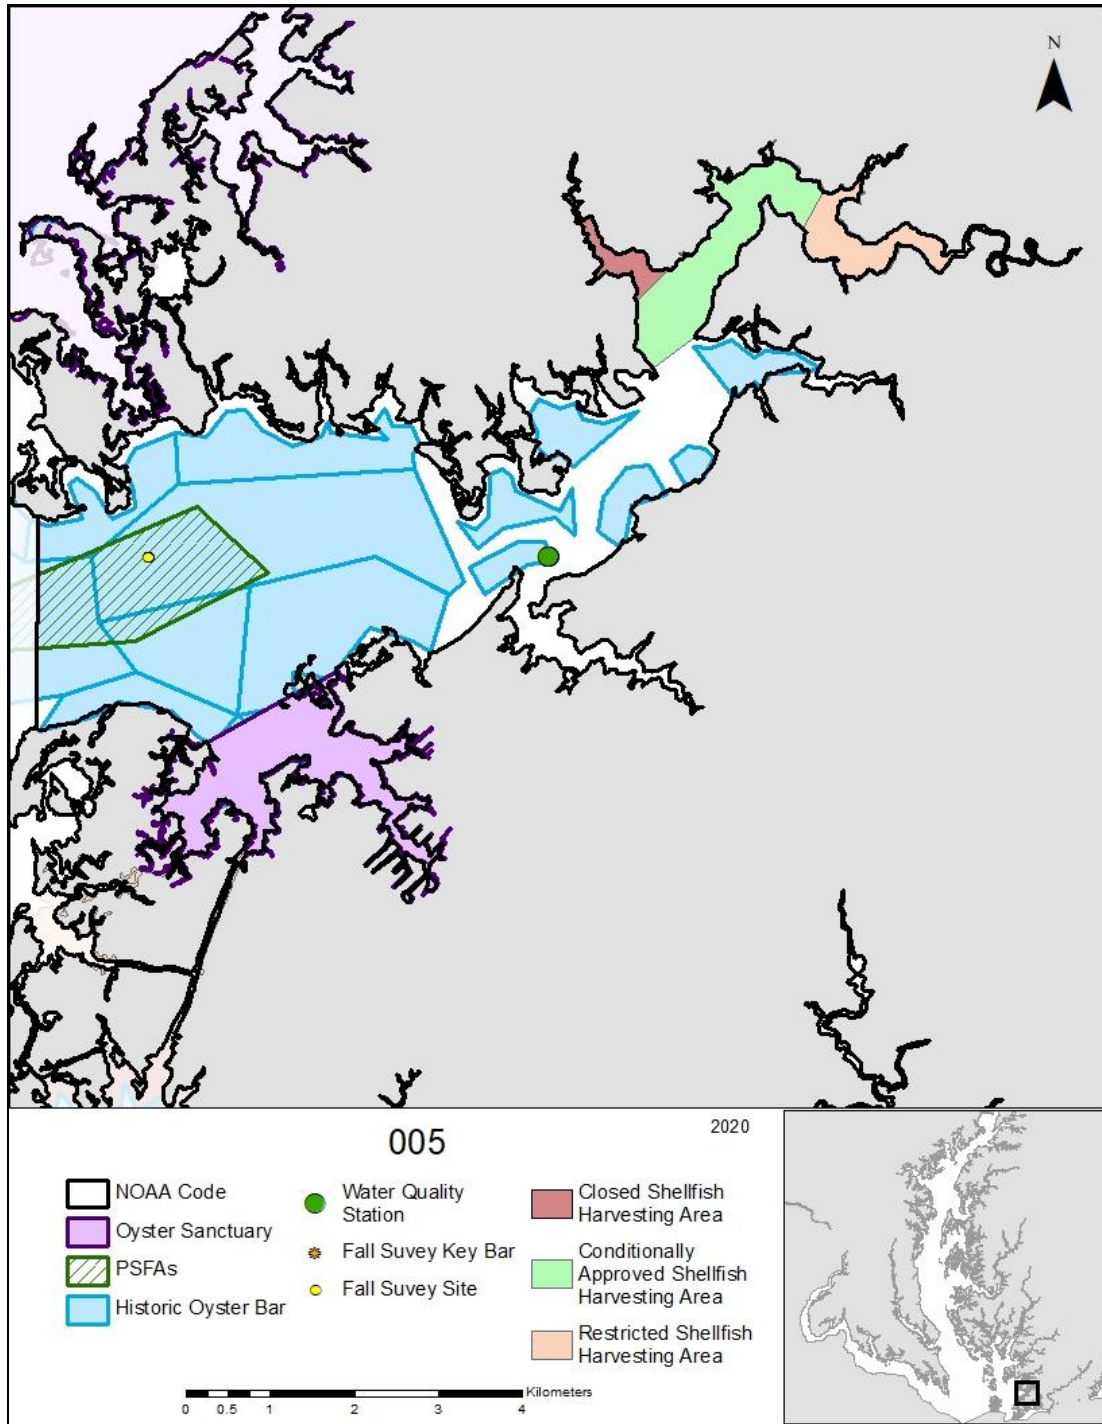 N
005
2020
NOAA Code
Oyster Sanctuary
PSFAs
Historic Oyster Bar
Water Quality
Station
Fall Suvey Key Bar
Fall Suvey Site
Closed Shellfish
Harvesting Area
Conditionally
Approved Shellfish
Harvesting Area
Restricted Shellfish
Harvesting Area
Kilometers
0 0.5 1 2 3 4